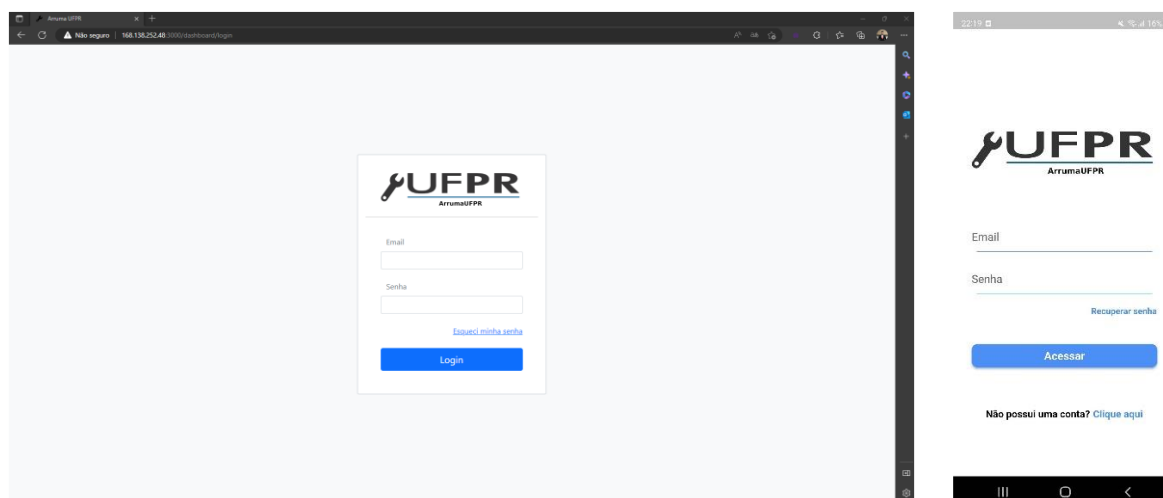 Arruma UFPR
Não seguro | 168.138.252.48:3000/dashboard/login
UFPR
ArrumaUFPR
Email
Senha
Esqueci minha senha
Login
22:19
16%
UFPR
ArrumaUFPR
Email
Senha
Recuperar senha
Acessar
Não possui uma conta? Clique aqui